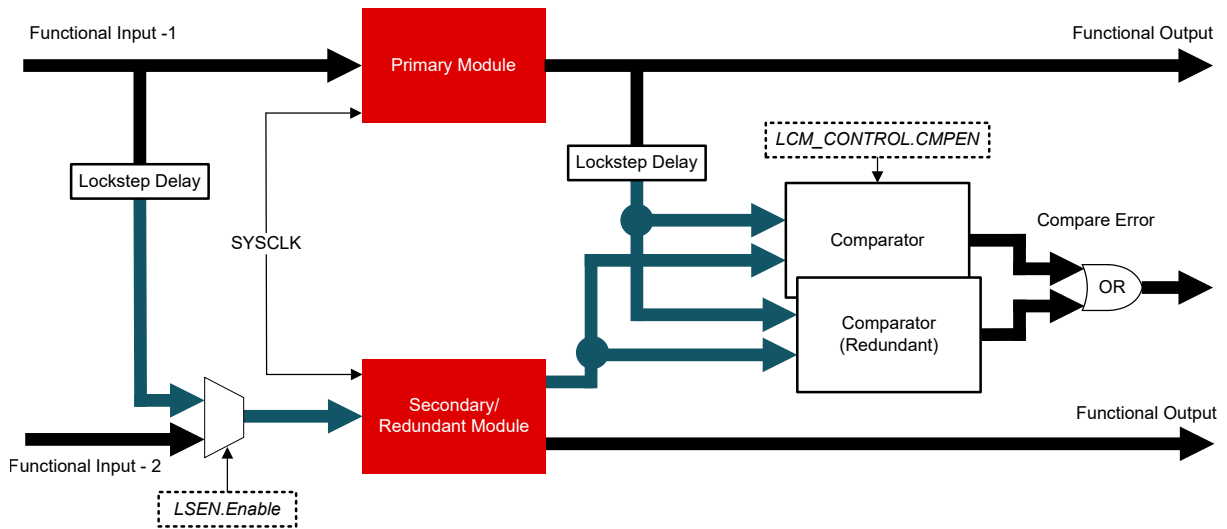 Functional Input -1
Functional Output
Primary Module
LCM_CONTROL.CMPEN
Lockstep Delay
Lockstep Delay
SYSCLK
Comparator
Compare Error
OR
Comparator
(Redundant)
Secondary/
Redundant Module
Functional Output
Functional Input - 2
LSEN.Enable